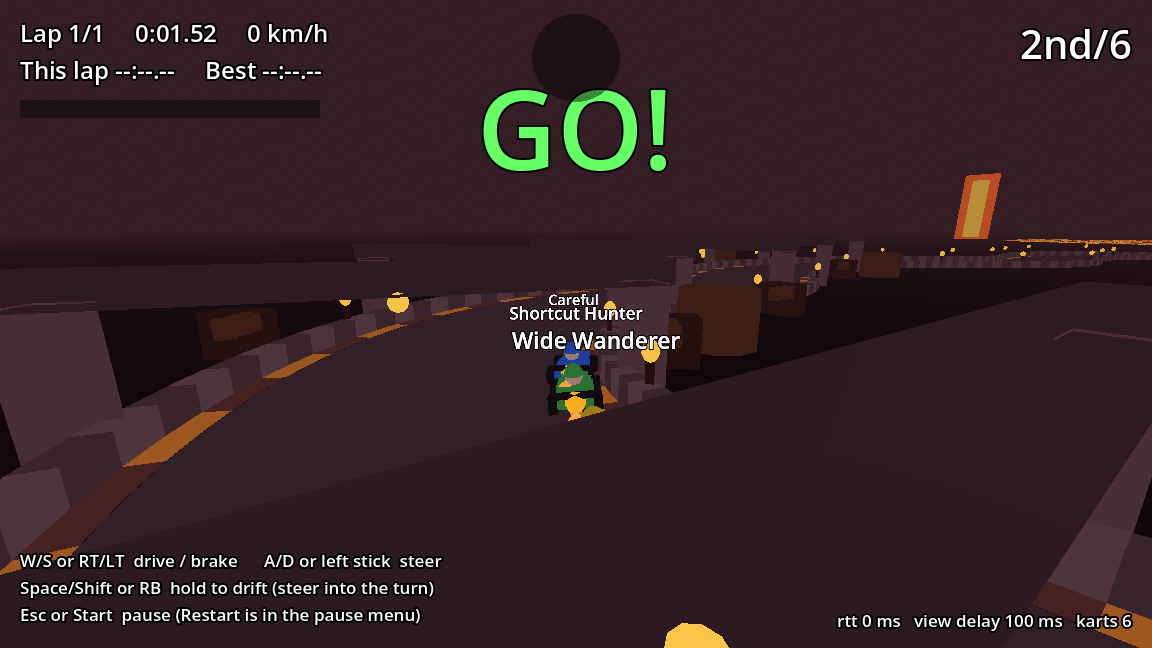 Lap 1/1 0:01.52 0 km/h
2nd/6
This lap --:--.-- Best --:--.--
GO!
Careful
Shortcut Hunter
Wide Wanderer
W/S or RT/LT drive / brake A/D or left stick steer
Space/Shift or RB hold to drift (steer into the turn)
Esc or Start pause (Restart is in the pause menu)
rtt 0 ms view delay 100 ms karts 6